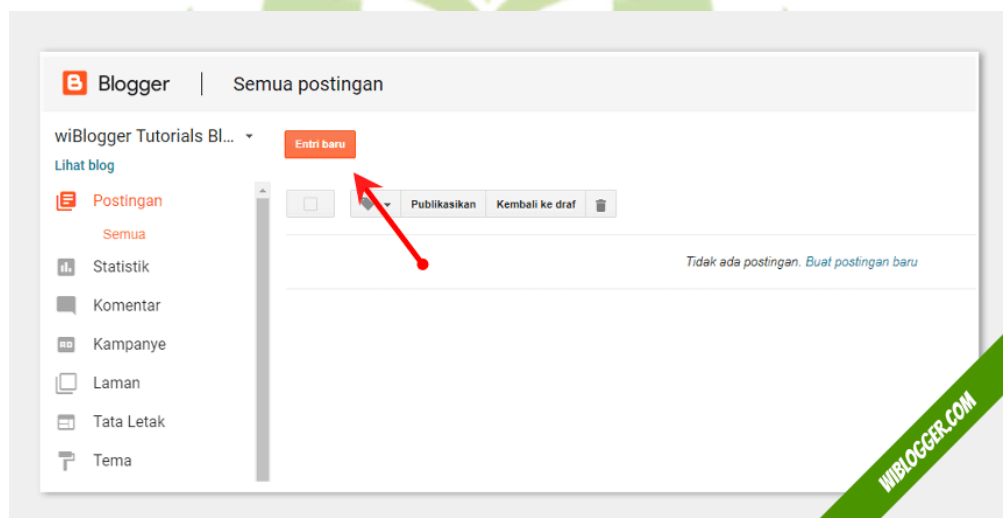 Blogger | Semua postingan
wiBlogger Tutorials Bl...
Lihat blog
Entri baru
Postingan
Semua
Statistik
Komentar
Kampanye
Laman
Tata Letak
Tema
Publikasikan Kembali ke draf
Tidak ada postingan. Buat postingan baru
WIBLOGGER.COM